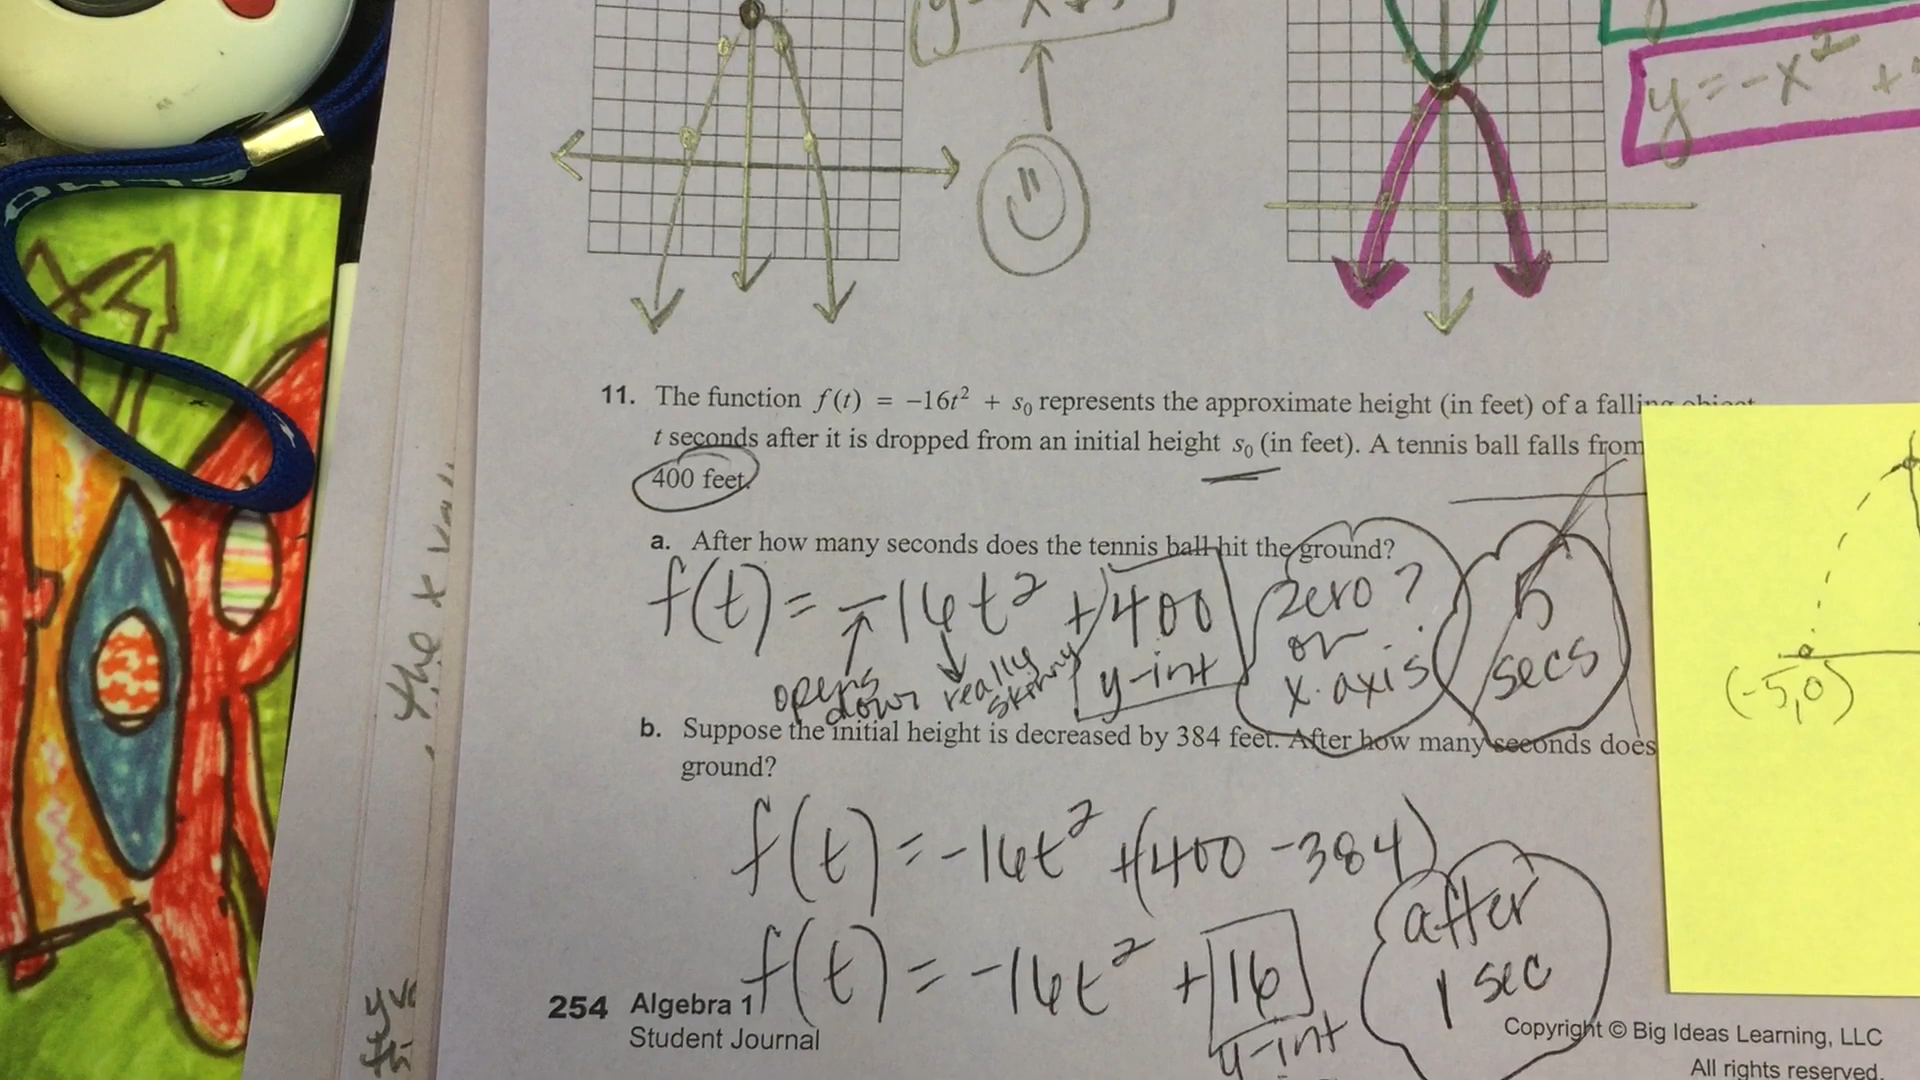 y = -x² +
11. The function f(t) = −16t² + s₀ represents the approximate height (in feet) of a falling object
t seconds after it is dropped from an initial height s₀ (in feet). A tennis ball falls from
400 feet.
a. After how many seconds does the tennis ball hit the ground?
f(t) = -16t² + 400
opens down
really skinny
y-int
zero?
or
x-axis
5
secs
(-5,0)
b. Suppose the initial height is decreased by 384 feet. After how many seconds does
ground?
f(t) = -16t² + (400 - 384)
f(t) = -16t² + 16
y-int
after
1 sec
the x
254 Algebra 1
Student Journal
Copyright © Big Ideas Learning, LLC
All rights reserved.